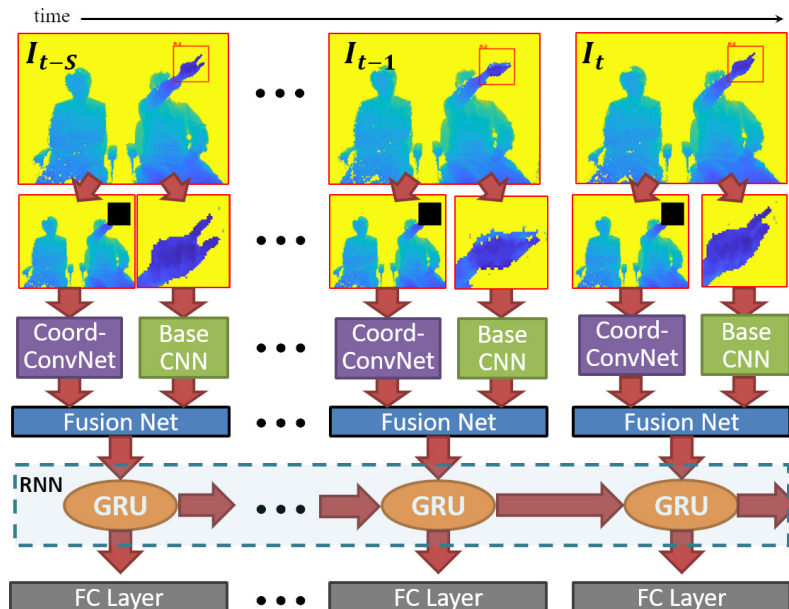 time
I_{t-S} I_{t-1} I_t
Coord-
ConvNet
Base
CNN
Coord-
ConvNet
Base
CNN
Coord-
ConvNet
Base
CNN
Fusion Net Fusion Net Fusion Net
RNN
GRU GRU GRU
FC Layer FC Layer FC Layer